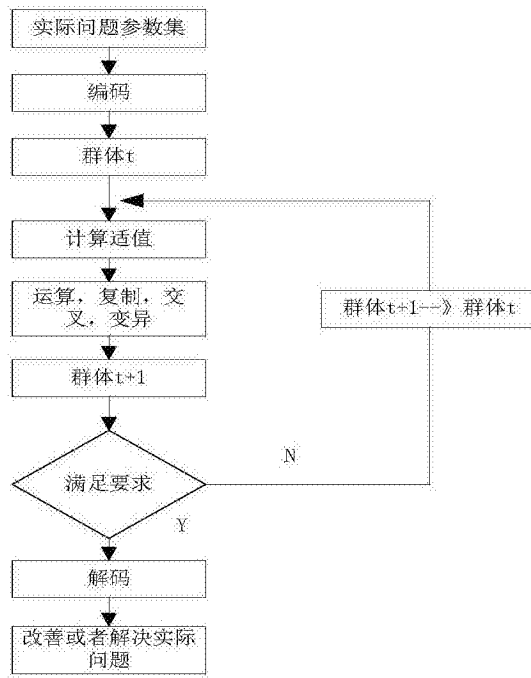 实际问题参数集
编码
群体t
计算适值
运算，复制，交
叉，变异
群体t+1--》群体t
群体t+1
满足要求
N
Y
解码
改善或者解决实际
问题